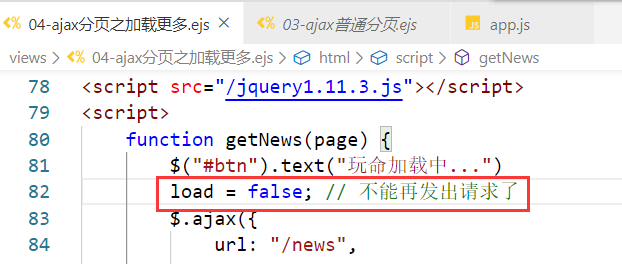 04-ajax分页之加载更多.ejs
03-ajax普通分页.ejs
app.js
views > 04-ajax分页之加载更多.ejs > html > script > getNews
78 <script src="/jquery1.11.3.js"></script>
79 <script>
80 function getNews(page) {
81 $("#btn").text("玩命加载中...")
82 load = false; // 不能再发出请求了
83 $.ajax({
84 url: "/news",